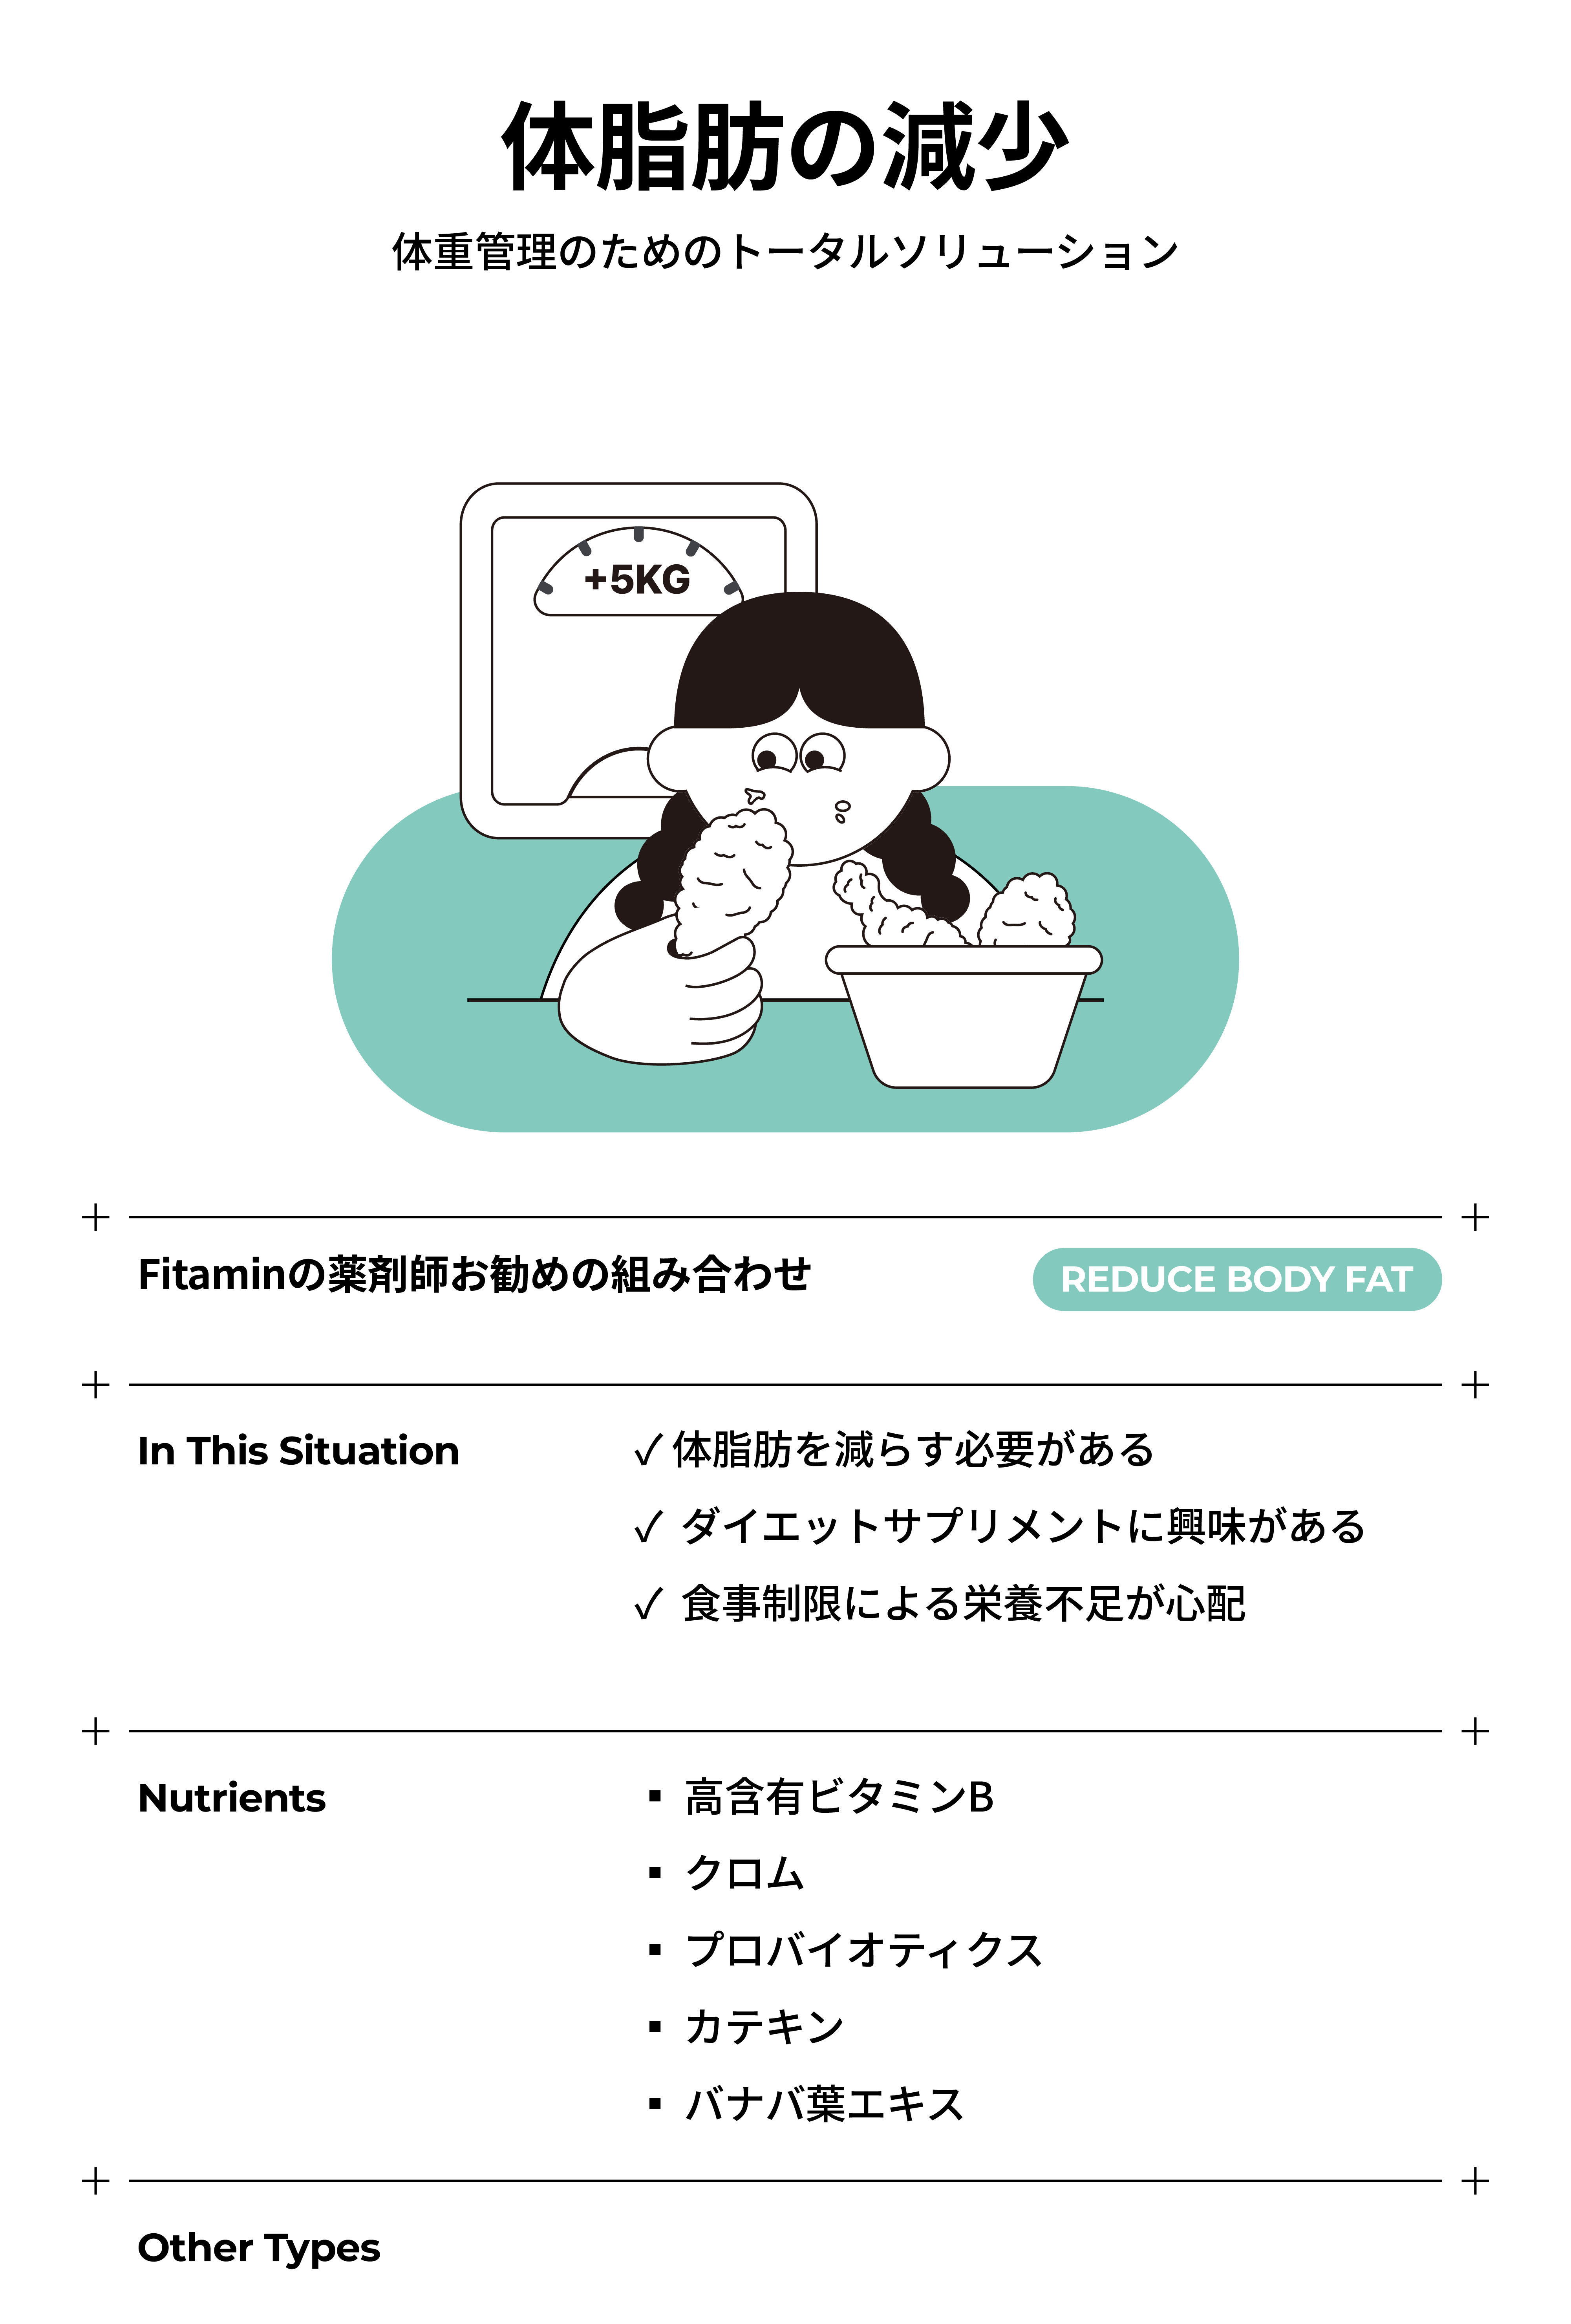 体脂肪の減少
体重管理のためのトータルソリューション
+5KG
Fitaminの薬剤師お勧めの組み合わせ
REDUCE BODY FAT
In This Situation
✓ 体脂肪を減らす必要がある
✓ ダイエットサプリメントに興味がある
✓ 食事制限による栄養不足が心配
Nutrients
▪ 高含有ビタミンB
▪ クロム
▪ プロバイオティクス
▪ カテキン
▪ バナバ葉エキス
Other Types